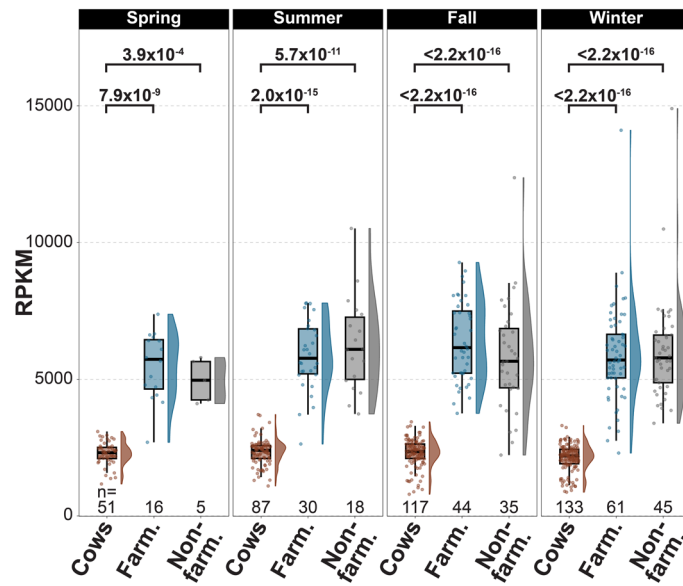 Spring Summer Fall Winter
3.9x10⁻⁴ 5.7x10⁻¹¹ <2.2x10⁻¹⁶ <2.2x10⁻¹⁶
7.9x10⁻⁹ 2.0x10⁻¹⁵ <2.2x10⁻¹⁶ <2.2x10⁻¹⁶
15000
10000
RPKM
5000
n=
0 51 16 5 87 30 18 117 44 35 133 61 45
Cows Farm. Non-farm. Cows Farm. Non-farm. Cows Farm. Non-farm. Cows Farm. Non-farm.